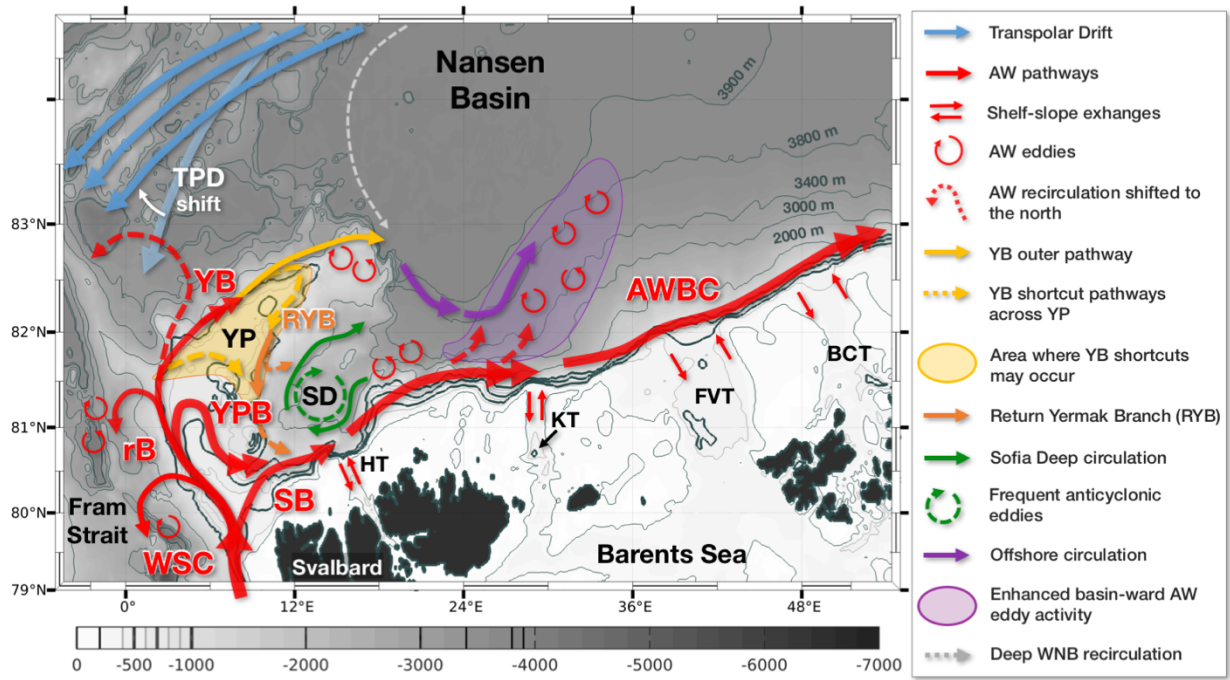 Nansen
Basin
3900 m
3800 m
3400 m
3000 m
2000 m
TPD
shift
83°N
82°N
81°N
80°N
79°N
YB
YP
RYB
SD
YPB
rB
SB
WSC
Fram
Strait
HT
KT
AWBC
FVT
BCT
Svalbard
Barents Sea
0° 12°E 24°E 36°E 48°E
0 -500 -1000 -2000 -3000 -4000 -5000 -6000 -7000
Transpolar Drift
AW pathways
Shelf-slope exhanges
AW eddies
AW recirculation shifted to
the north
YB outer pathway
YB shortcut pathways
across YP
Area where YB shortcuts
may occur
Return Yermak Branch (RYB)
Sofia Deep circulation
Frequent anticyclonic
eddies
Offshore circulation
Enhanced basin-ward AW
eddy activity
Deep WNB recirculation